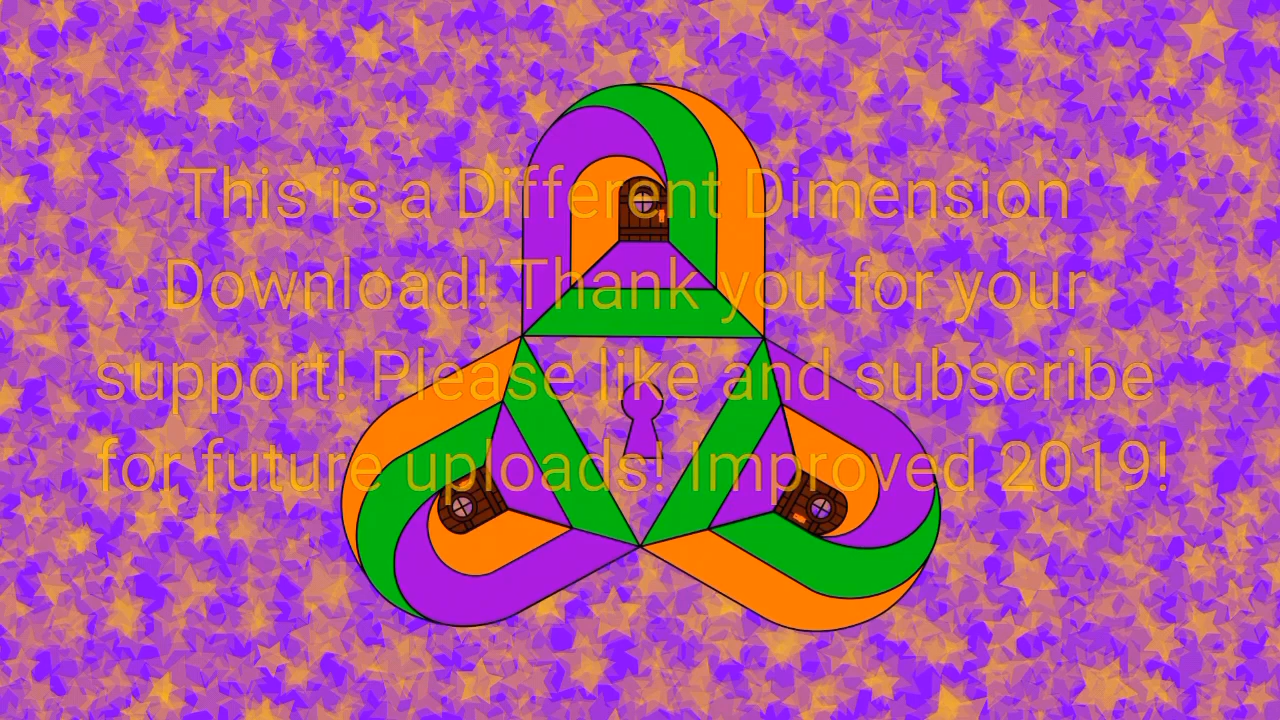 This is a Different Dimension
Download! Thank you for your
support! Please like and subscribe
for future uploads! Improved 2019!